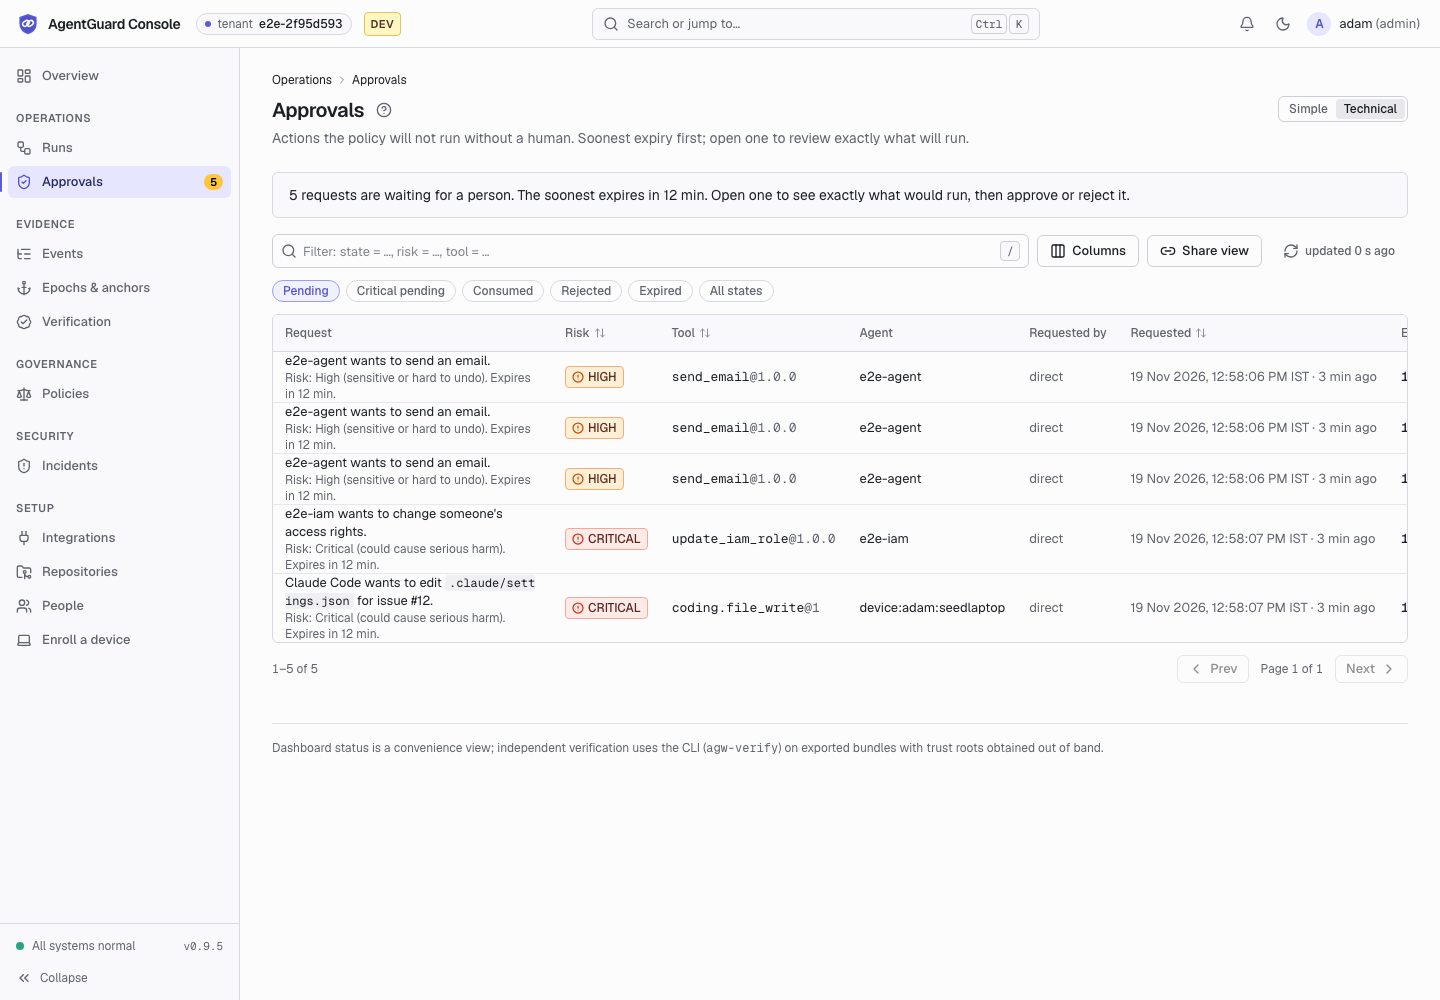 AgentGuard Console
tenant e2e-2f95d593
DEV
Search or jump to...
Ctrl K
A
adam (admin)
Overview
OPERATIONS
Runs
Approvals
5
EVIDENCE
Events
Epochs & anchors
Verification
GOVERNANCE
Policies
SECURITY
Incidents
SETUP
Integrations
Repositories
People
Enroll a device
All systems normal
v0.9.5
Collapse
Operations > Approvals
Approvals
Simple Technical
Actions the policy will not run without a human. Soonest expiry first; open one to review exactly what will run.
5 requests are waiting for a person. The soonest expires in 12 min. Open one to see exactly what would run, then approve or reject it.
Filter: state = …, risk = …, tool = …
/
Columns
Share view
updated 0 s ago
Pending
Critical pending
Consumed
Rejected
Expired
All states
Request Risk Tool Agent Requested by Requested E
e2e-agent wants to send an email.
Risk: High (sensitive or hard to undo). Expires
in 12 min.
HIGH
send_email@1.0.0
e2e-agent
direct
19 Nov 2026, 12:58:06 PM IST · 3 min ago
1
e2e-agent wants to send an email.
Risk: High (sensitive or hard to undo). Expires
in 12 min.
HIGH
send_email@1.0.0
e2e-agent
direct
19 Nov 2026, 12:58:06 PM IST · 3 min ago
1
e2e-agent wants to send an email.
Risk: High (sensitive or hard to undo). Expires
in 12 min.
HIGH
send_email@1.0.0
e2e-agent
direct
19 Nov 2026, 12:58:06 PM IST · 3 min ago
1
e2e-iam wants to change someone's
access rights.
Risk: Critical (could cause serious harm).
Expires in 12 min.
CRITICAL
update_iam_role@1.0.0
e2e-iam
direct
19 Nov 2026, 12:58:07 PM IST · 3 min ago
1
Claude Code wants to edit .claude/sett
ings.json for issue #12.
Risk: Critical (could cause serious harm).
Expires in 12 min.
CRITICAL
coding.file_write@1
device:adam:seedlaptop
direct
19 Nov 2026, 12:58:07 PM IST · 3 min ago
1
1–5 of 5
Prev
Page 1 of 1
Next
Dashboard status is a convenience view; independent verification uses the CLI (agw-verify) on exported bundles with trust roots obtained out of band.